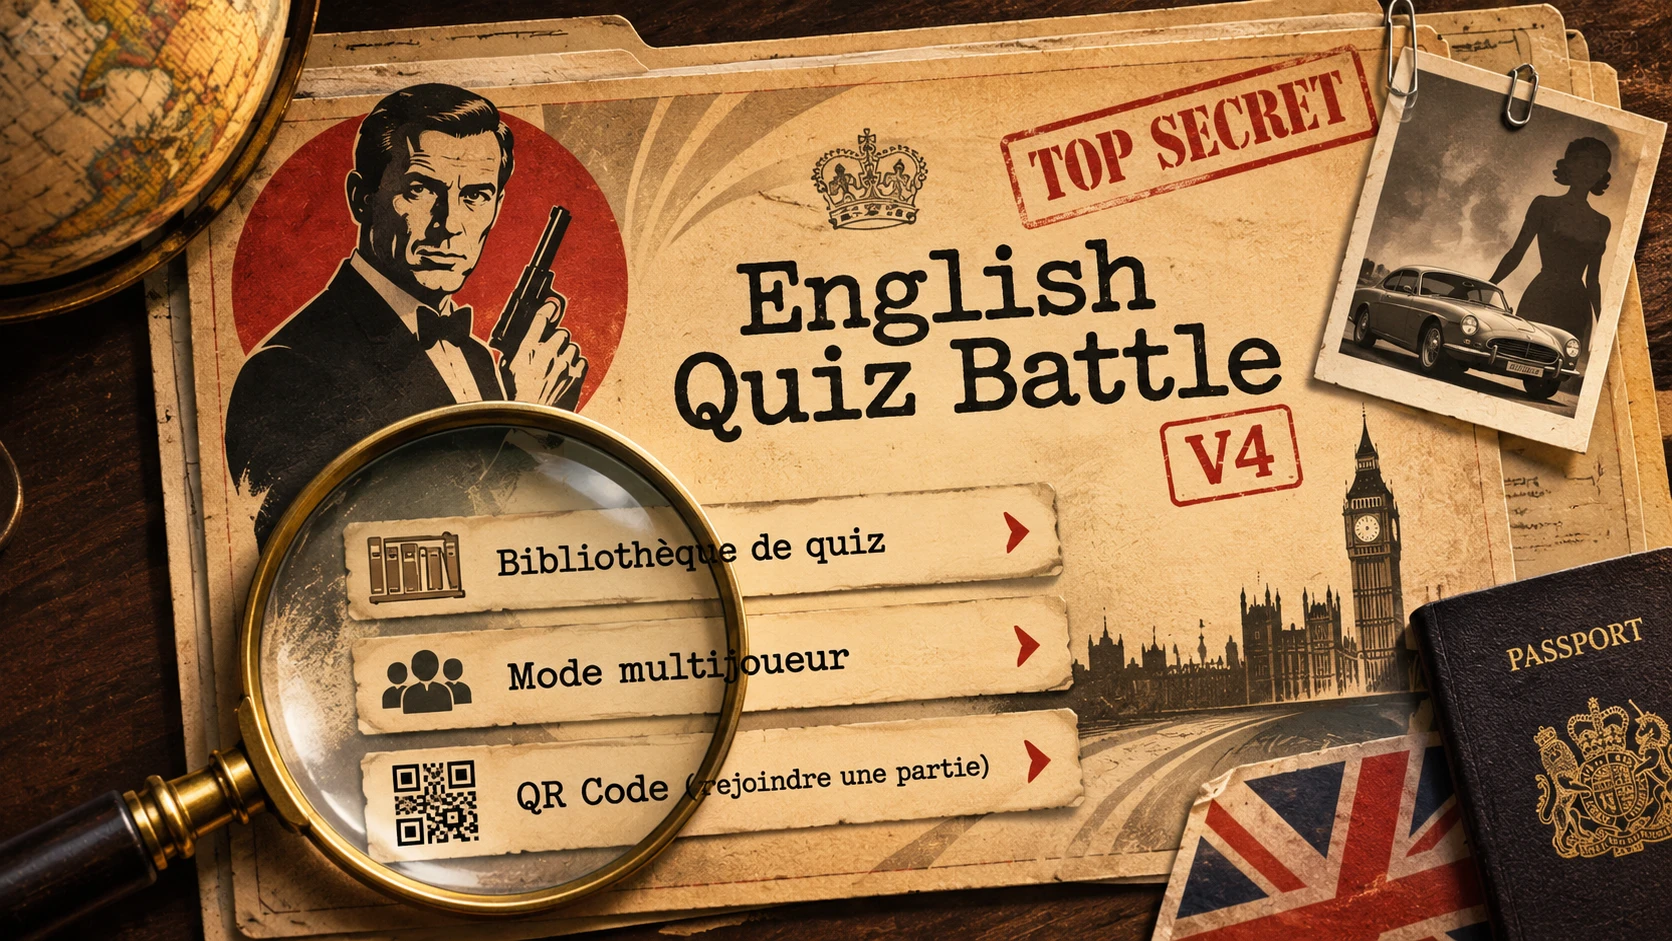 TOP SECRET
English
Quiz Battle
V4
Bibliothèque de quiz
Mode multijoueur
QR Code (rejoindre une partie)
PASSPORT